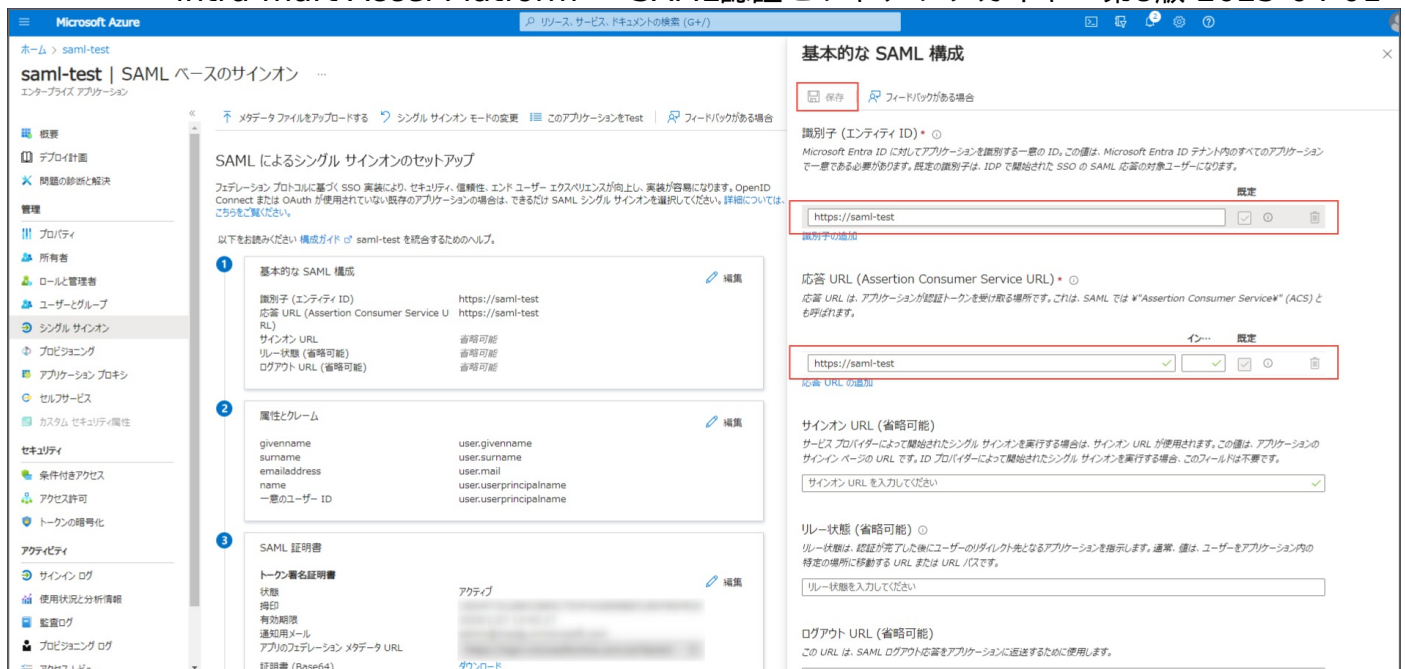 Microsoft Azure
リソース、サービス、ドキュメントの検索 (G+/)
2
ホーム > saml-test
saml-test | SAML ベースのサインオン ...
エンタープライズ アプリケーション
«
概要
デプロイ計画
問題の診断と解決
管理
プロパティ
所有者
ロールと管理者
ユーザーとグループ
シングル サインオン
プロビジョニング
アプリケーション プロキシ
セルフサービス
カスタム セキュリティ属性
セキュリティ
条件付きアクセス
アクセス許可
トークンの暗号化
アクティビティ
サインイン ログ
使用状況と分析情報
監査ログ
プロビジョニング ログ
メタデータ ファイルをアップロードする シングル サインオン モードの変更 このアプリケーションをTest フィードバックがある場合
SAML によるシングル サインオンのセットアップ
フェデレーション プロトコルに基づく SSO 実装により、セキュリティ、信頼性、エンド ユーザー エクスペリエンスが向上し、実装が容易になります。OpenID
Connect または OAuth が使用されていない既存のアプリケーションの場合は、できるだけ SAML シングル サインオンを選択してください。詳細については、
こちらをご覧ください。
以下をお読みください 構成ガイド saml-test を統合するためのヘルプ。
1
基本的な SAML 構成
編集
識別子 (エンティティ ID) https://saml-test
応答 URL (Assertion Consumer Service U https://saml-test
RL)
サインオン URL 省略可能
リレー状態 (省略可能) 省略可能
ログアウト URL (省略可能) 省略可能
2
属性とクレーム
編集
givenname user.givenname
surname user.surname
emailaddress user.mail
name user.userprincipalname
一意のユーザー ID user.userprincipalname
3
SAML 証明書
トークン署名証明書
編集
状態 アクティブ
拇印
有効期限
通知用メール
アプリのフェデレーション メタデータ URL
証明書 (Base64) ダウンロード
基本的な SAML 構成
保存 フィードバックがある場合
識別子 (エンティティ ID) *
Microsoft Entra ID に対してアプリケーションを識別する一意の ID。この値は、Microsoft Entra ID テナント内のすべてのアプリケーション
で一意である必要があります。既定の識別子は、IDP で開始された SSO の SAML 応答の対象ユーザーになります。
既定
https://saml-test
識別子の追加
応答 URL (Assertion Consumer Service URL) *
応答 URL は、アプリケーションが認証トークンを受け取る場所です。これは、SAML では ¥"Assertion Consumer Service¥" (ACS) と
も呼ばれます。
イン… 既定
https://saml-test
応答 URL の追加
サインオン URL (省略可能)
サービス プロバイダーによって開始されたシングル サインオンを実行する場合は、サインオン URL が使用されます。この値は、アプリケーションの
サインイン ページの URL です。ID プロバイダーによって開始されたシングル サインオンを実行する場合、このフィールドは不要です。
サインオン URL を入力してください
リレー状態 (省略可能)
リレー状態は、認証が完了した後にユーザーのリダイレクト先となるアプリケーションを指示します。通常、値は、ユーザーをアプリケーション内の
特定の場所に移動する URL または URL パスです。
リレー状態を入力してください
ログアウト URL (省略可能)
この URL は、SAML ログアウト応答をアプリケーションに返送するために使用します。